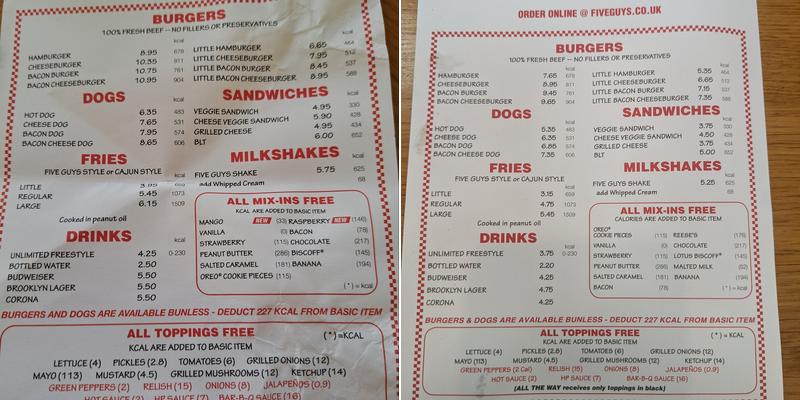 BURGERS
100% FRESH BEEF -- NO FILLERS OR PRESERVATIVES
kcal
HAMBURGER 8.95 678
CHEESEBURGER 10.35 811
BACON BURGER 10.75 761
BACON CHEESEBURGER 10.95 904
kcal
LITTLE HAMBURGER 6.65 464
LITTLE CHEESEBURGER 7.95 512
LITTLE BACON BURGER 8.45 537
LITTLE BACON CHEESEBURGER 8.95 588
DOGS
kcal
HOT DOG 6.35 483
CHEESE DOG 7.65 531
BACON DOG 7.95 574
BACON CHEESE DOG 8.65 606
SANDWICHES
VEGGIE SANDWICH 4.95 330
CHEESE VEGGIE SANDWICH 5.90 428
GRILLED CHEESE 4.95 434
BLT 6.00 652
FRIES
FIVE GUYS STYLE or CAJUN STYLE
kcal
LITTLE
REGULAR 5.45 1073
LARGE 6.15 1509
Cooked in peanut oil
MILKSHAKES
kcal
FIVE GUYS SHAKE 5.75 625
add Whipped Cream 68
DRINKS
kcal
UNLIMITED FREESTYLE 4.25 0-230
BOTTLED WATER 2.50
BUDWEISER 5.50
BROOKLYN LAGER 5.50
CORONA 5.50
ALL MIX-INS FREE
KCAL ARE ADDED TO BASIC ITEM
MANGO NEW (33) RASPBERRY NEW (146)
VANILLA (0) BACON (78)
STRAWBERRY (115) CHOCOLATE (217)
PEANUT BUTTER (286) BISCOFF® (145)
SALTED CARAMEL (181) BANANA (194)
OREO® COOKIE PIECES (115)
(*) = kcal
BURGERS AND DOGS ARE AVAILABLE BUNLESS - DEDUCT 227 KCAL FROM BASIC ITEM
ALL TOPPINGS FREE (*)=KCAL
KCAL ARE ADDED TO BASIC ITEM
LETTUCE (4) PICKLES (2.8) TOMATOES (6) GRILLED ONIONS (12)
MAYO (113) MUSTARD (4.5) GRILLED MUSHROOMS (12) KETCHUP (14)
GREEN PEPPERS (2) RELISH (15) ONIONS (8) JALAPEÑOS (0.9)
HOT SAUCE (2) HP SAUCE (7) BAR-B-Q SAUCE (16)
ORDER ONLINE @ FIVEGUYS.CO.UK
BURGERS
100% FRESH BEEF -- NO FILLERS OR PRESERVATIVES
kcal
HAMBURGER 7.65 678
CHEESEBURGER 8.95 811
BACON BURGER 9.45 761
BACON CHEESEBURGER 9.65 904
kcal
LITTLE HAMBURGER 5.35 464
LITTLE CHEESEBURGER 6.65 512
LITTLE BACON BURGER 7.15 537
LITTLE BACON CHEESEBURGER 7.35 588
DOGS
kcal
HOT DOG 5.35 483
CHEESE DOG 6.35 531
BACON DOG 6.85 574
BACON CHEESE DOG 7.35 606
SANDWICHES
kcal
VEGGIE SANDWICH 3.75 330
CHEESE VEGGIE SANDWICH 4.50 428
GRILLED CHEESE 3.75 434
BLT 5.00 652
FRIES
FIVE GUYS STYLE or CAJUN STYLE
kcal
LITTLE 3.15
REGULAR 4.75 1073
LARGE 5.45 1509
Cooked in peanut oil
MILKSHAKES
kcal
FIVE GUYS SHAKE 5.25 625
add Whipped Cream 68
DRINKS
kcal
UNLIMITED FREESTYLE 3.75 0-230
BOTTLED WATER 2.20
BUDWEISER 4.25
BROOKLYN LAGER 4.75
CORONA 4.25
ALL MIX-INS FREE
CALORIES ARE ADDED TO BASIC ITEM
OREO®
COOKIE PIECES (115) REESE'S (176)
VANILLA (0) CHOCOLATE (217)
STRAWBERRY (115) LOTUS BISCOFF® (145)
PEANUT BUTTER (286) MALTED MILK (52)
SALTED CARAMEL (181) BANANA (194)
BACON (78) (*) = kcal
BURGERS & DOGS ARE AVAILABLE BUNLESS - DEDUCT 227 KCAL FROM BASIC ITEM
ALL TOPPINGS FREE (*) = KCAL
KCAL ARE ADDED TO BASIC ITEM
LETTUCE (4) PICKLES (2.8) TOMATOES (6) GRILLED ONIONS (12)
MAYO (113) MUSTARD (4.5) GRILLED MUSHROOMS (12) KETCHUP (14)
GREEN PEPPERS (2 Cal) RELISH (15) ONIONS (8) JALAPEÑOS (0.9)
HOT SAUCE (2) HP SAUCE (7) BAR-B-Q SAUCE (16)
(ALL THE WAY receives only toppings in black)